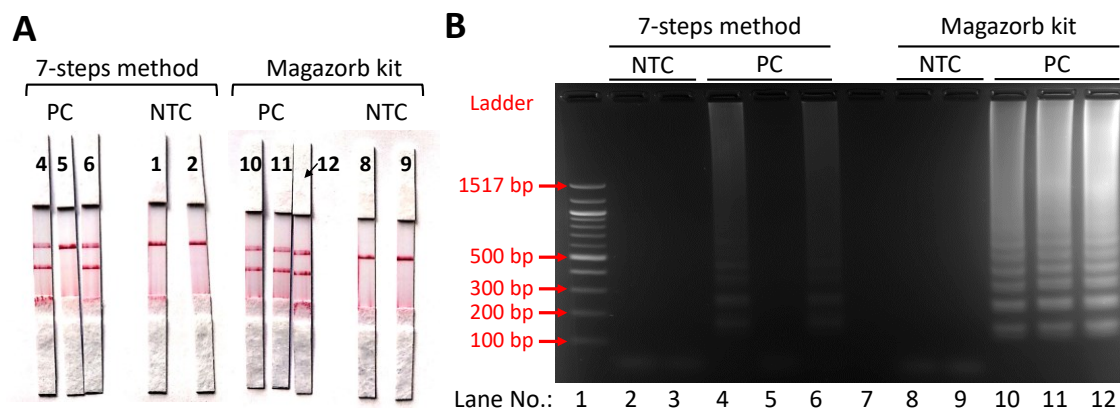 A
7-steps method
Magazorb kit
PC
NTC
PC
NTC
4 5 6
1 2
10 11 12
8 9
B
7-steps method
Magazorb kit
NTC
PC
NTC
PC
Ladder
1517 bp
500 bp
300 bp
200 bp
100 bp
Lane No.: 1 2 3 4 5 6 7 8 9 10 11 12